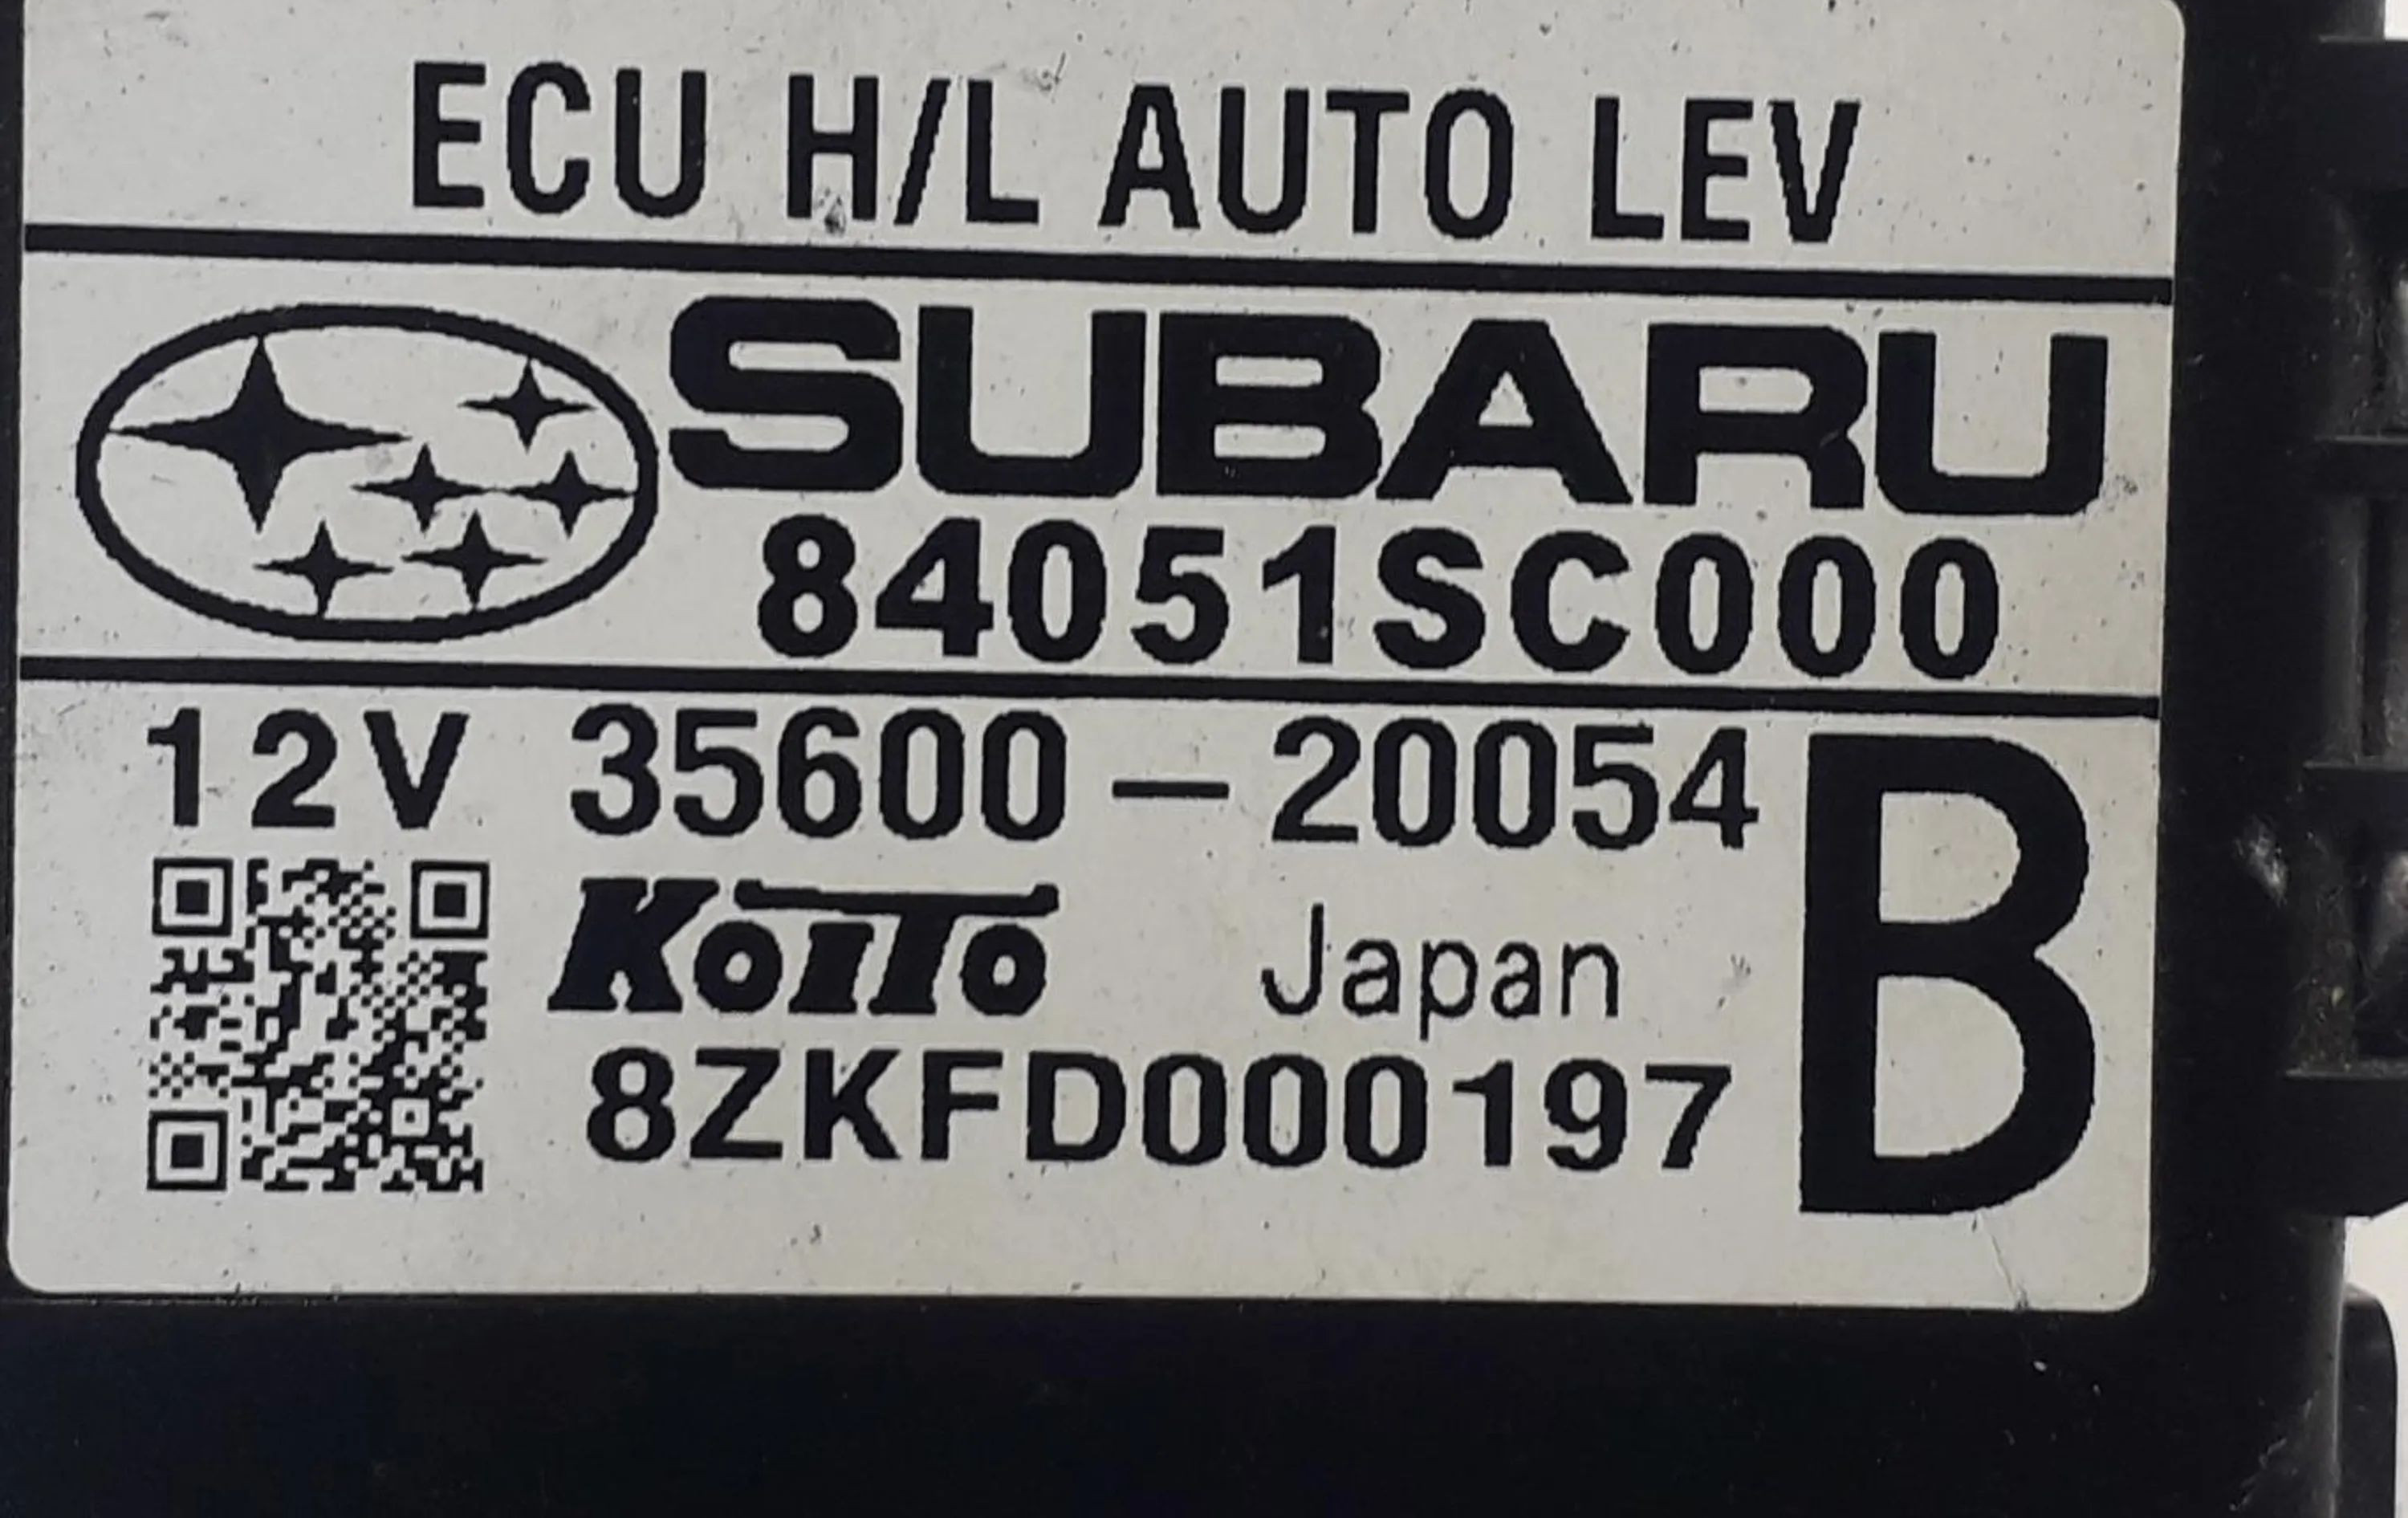 ECU H/L AUTO LEV
SUBARU
84051SC000
12V 35600-20054
B
KOITO Japan
8ZKFD000197